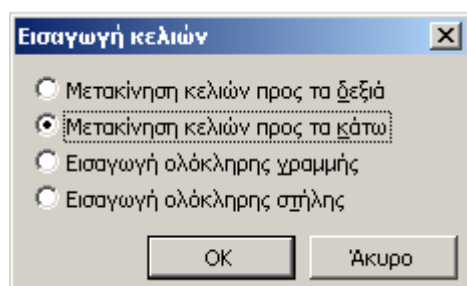 Εισαγωγή κελιών
Μετακίνηση κελιών προς τα δεξιά
Μετακίνηση κελιών προς τα κάτω
Εισαγωγή ολόκληρης γραμμής
Εισαγωγή ολόκληρης στήλης
OK Άκυρο